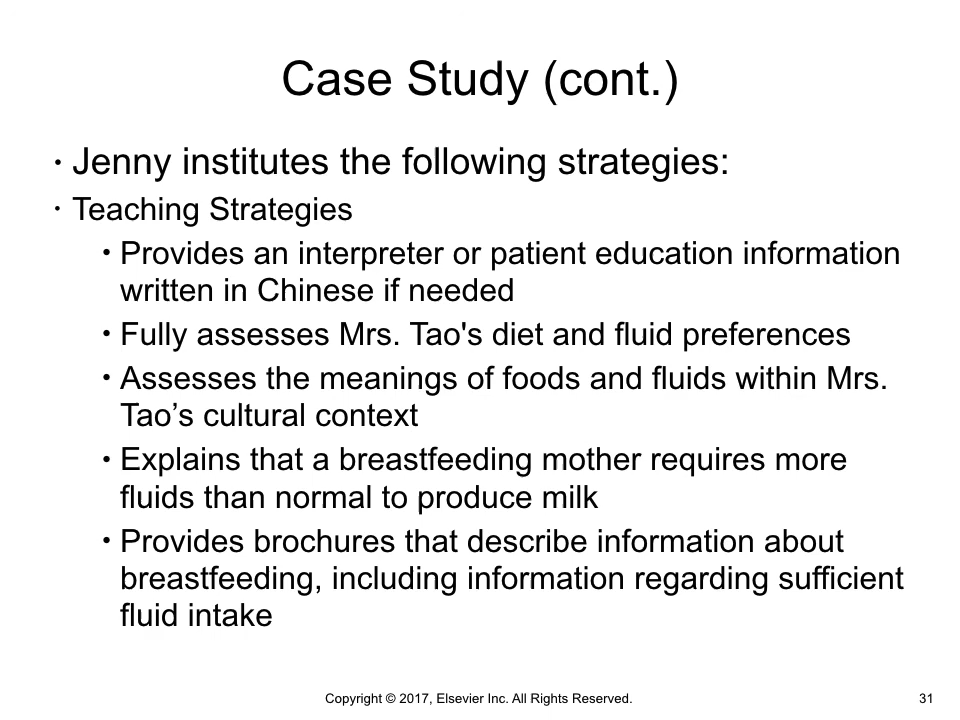 Case Study (cont.)
• Jenny institutes the following strategies:
• Teaching Strategies
• Provides an interpreter or patient education information
written in Chinese if needed
• Fully assesses Mrs. Tao's diet and fluid preferences
• Assesses the meanings of foods and fluids within Mrs.
Tao’s cultural context
• Explains that a breastfeeding mother requires more
fluids than normal to produce milk
• Provides brochures that describe information about
breastfeeding, including information regarding sufficient
fluid intake
Copyright © 2017, Elsevier Inc. All Rights Reserved. 31